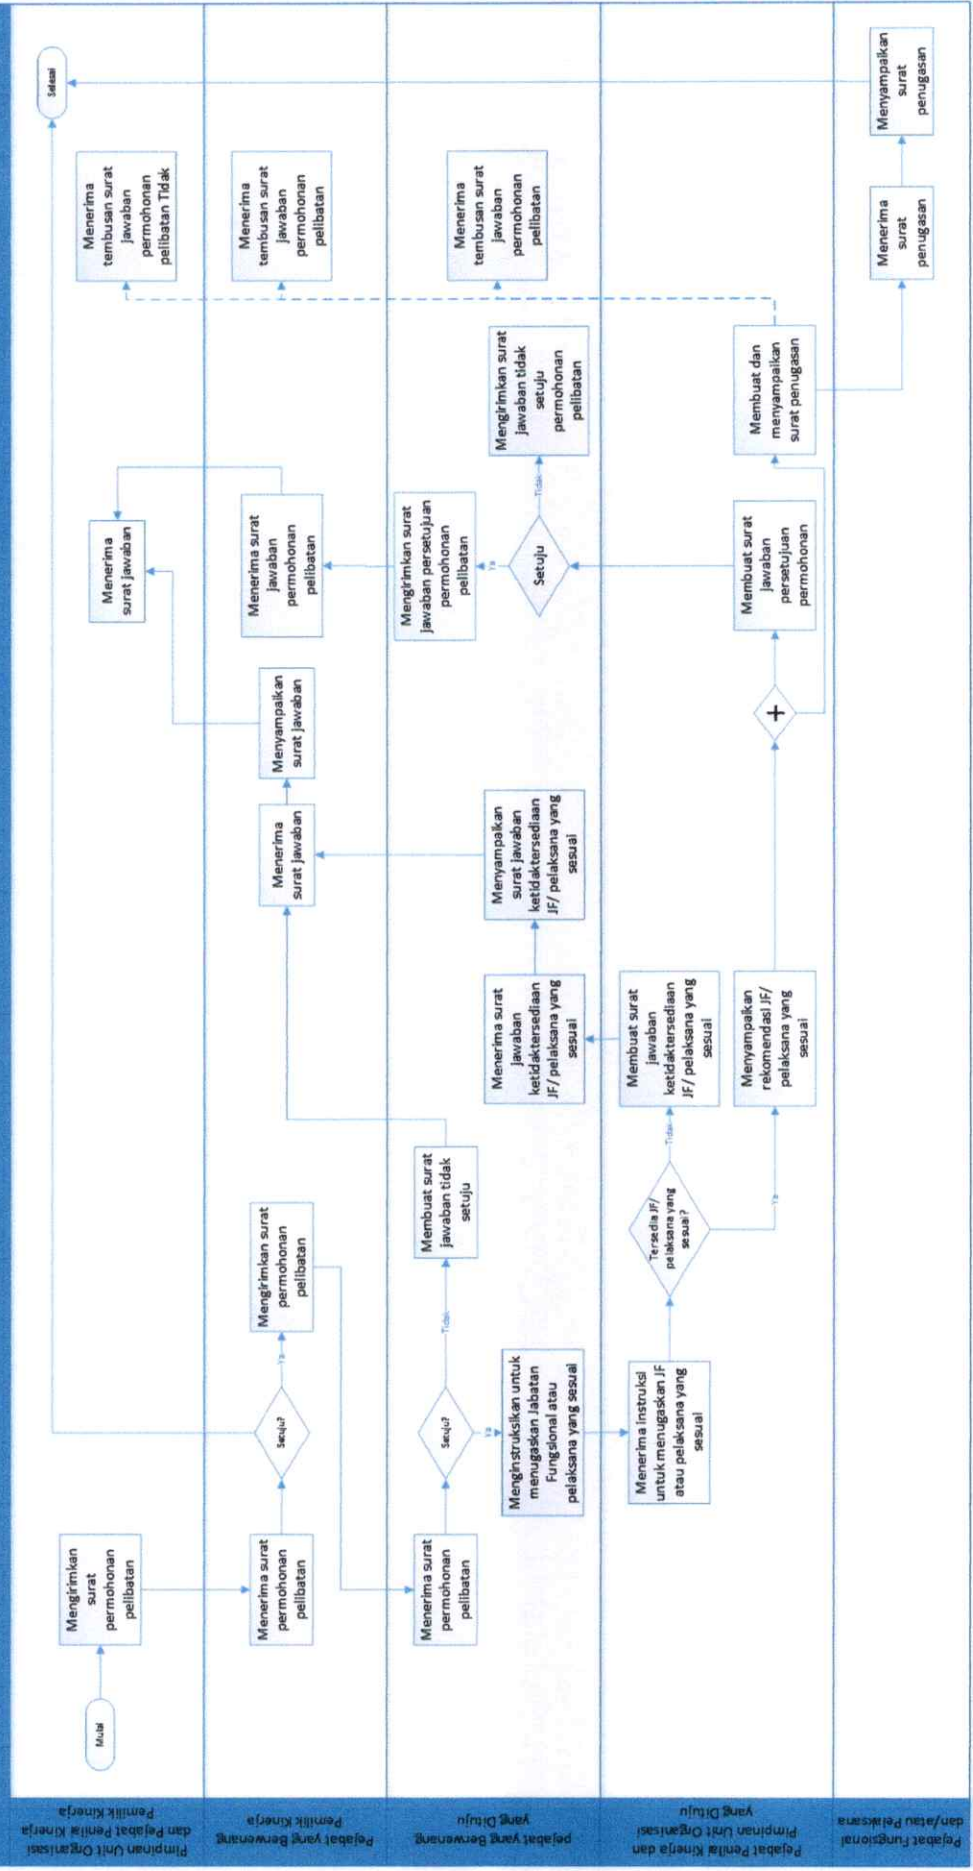 Pimpinan Unit Organisasi
dan Pejabat Penilai Kinerja
Pemilik Kinerja
Mulai
Mengirimkan
surat
permohonan
pelibatan
Menerima
surat jawaban
Menerima
tembusan surat
jawaban
permohonan
pelibatan Tidak
Selesai
Pejabat yang Berwenang
Pemilik Kinerja
Menerima surat
permohonan
pelibatan
Setuju?
Ya
Mengirimkan surat
permohonan
pelibatan
Menerima
surat jawaban
Menyampaikan
surat jawaban
Menerima surat
jawaban
permohonan
pelibatan
Menerima
tembusan surat
jawaban
permohonan
pelibatan
pejabat yang Berwenang
yang Dituju
Menerima surat
permohonan
pelibatan
Setuju?
Tidak
Ya
Membuat surat
jawaban tidak
setuju
Menginstruksikan untuk
menugaskan Jabatan
Fungsional atau
pelaksana yang sesuai
Menerima surat
jawaban
ketidaktersediaan
JF/ pelaksana yang
sesuai
Menyampaikan
surat jawaban
ketidaktersediaan
JF/ pelaksana yang
sesuai
Mengirimkan surat
jawaban persetujuan
permohonan
pelibatan
Ya
Setuju
Tidak
Mengirimkan surat
jawaban tidak
setuju
permohonan
pelibatan
Menerima
tembusan surat
jawaban
permohonan
pelibatan
Pejabat Penilai Kinerja dan
Pimpinan Unit Organisasi
yang Dituju
Menerima instruksi
untuk menugaskan JF
atau pelaksana yang
sesuai
Tersedia JF/
pelaksana yang
sesuai?
Tidak
Ya
Membuat surat
jawaban
ketidaktersediaan
JF/ pelaksana yang
sesuai
Menyampaikan
rekomendasi JF/
pelaksana yang
sesuai
+
Membuat surat
jawaban
persetujuan
permohonan
Membuat dan
menyampaikan
surat penugasan
Pejabat Fungsional
dan/atau Pelaksana
Menerima
surat
penugasan
Menyampaikan
surat
penugasan